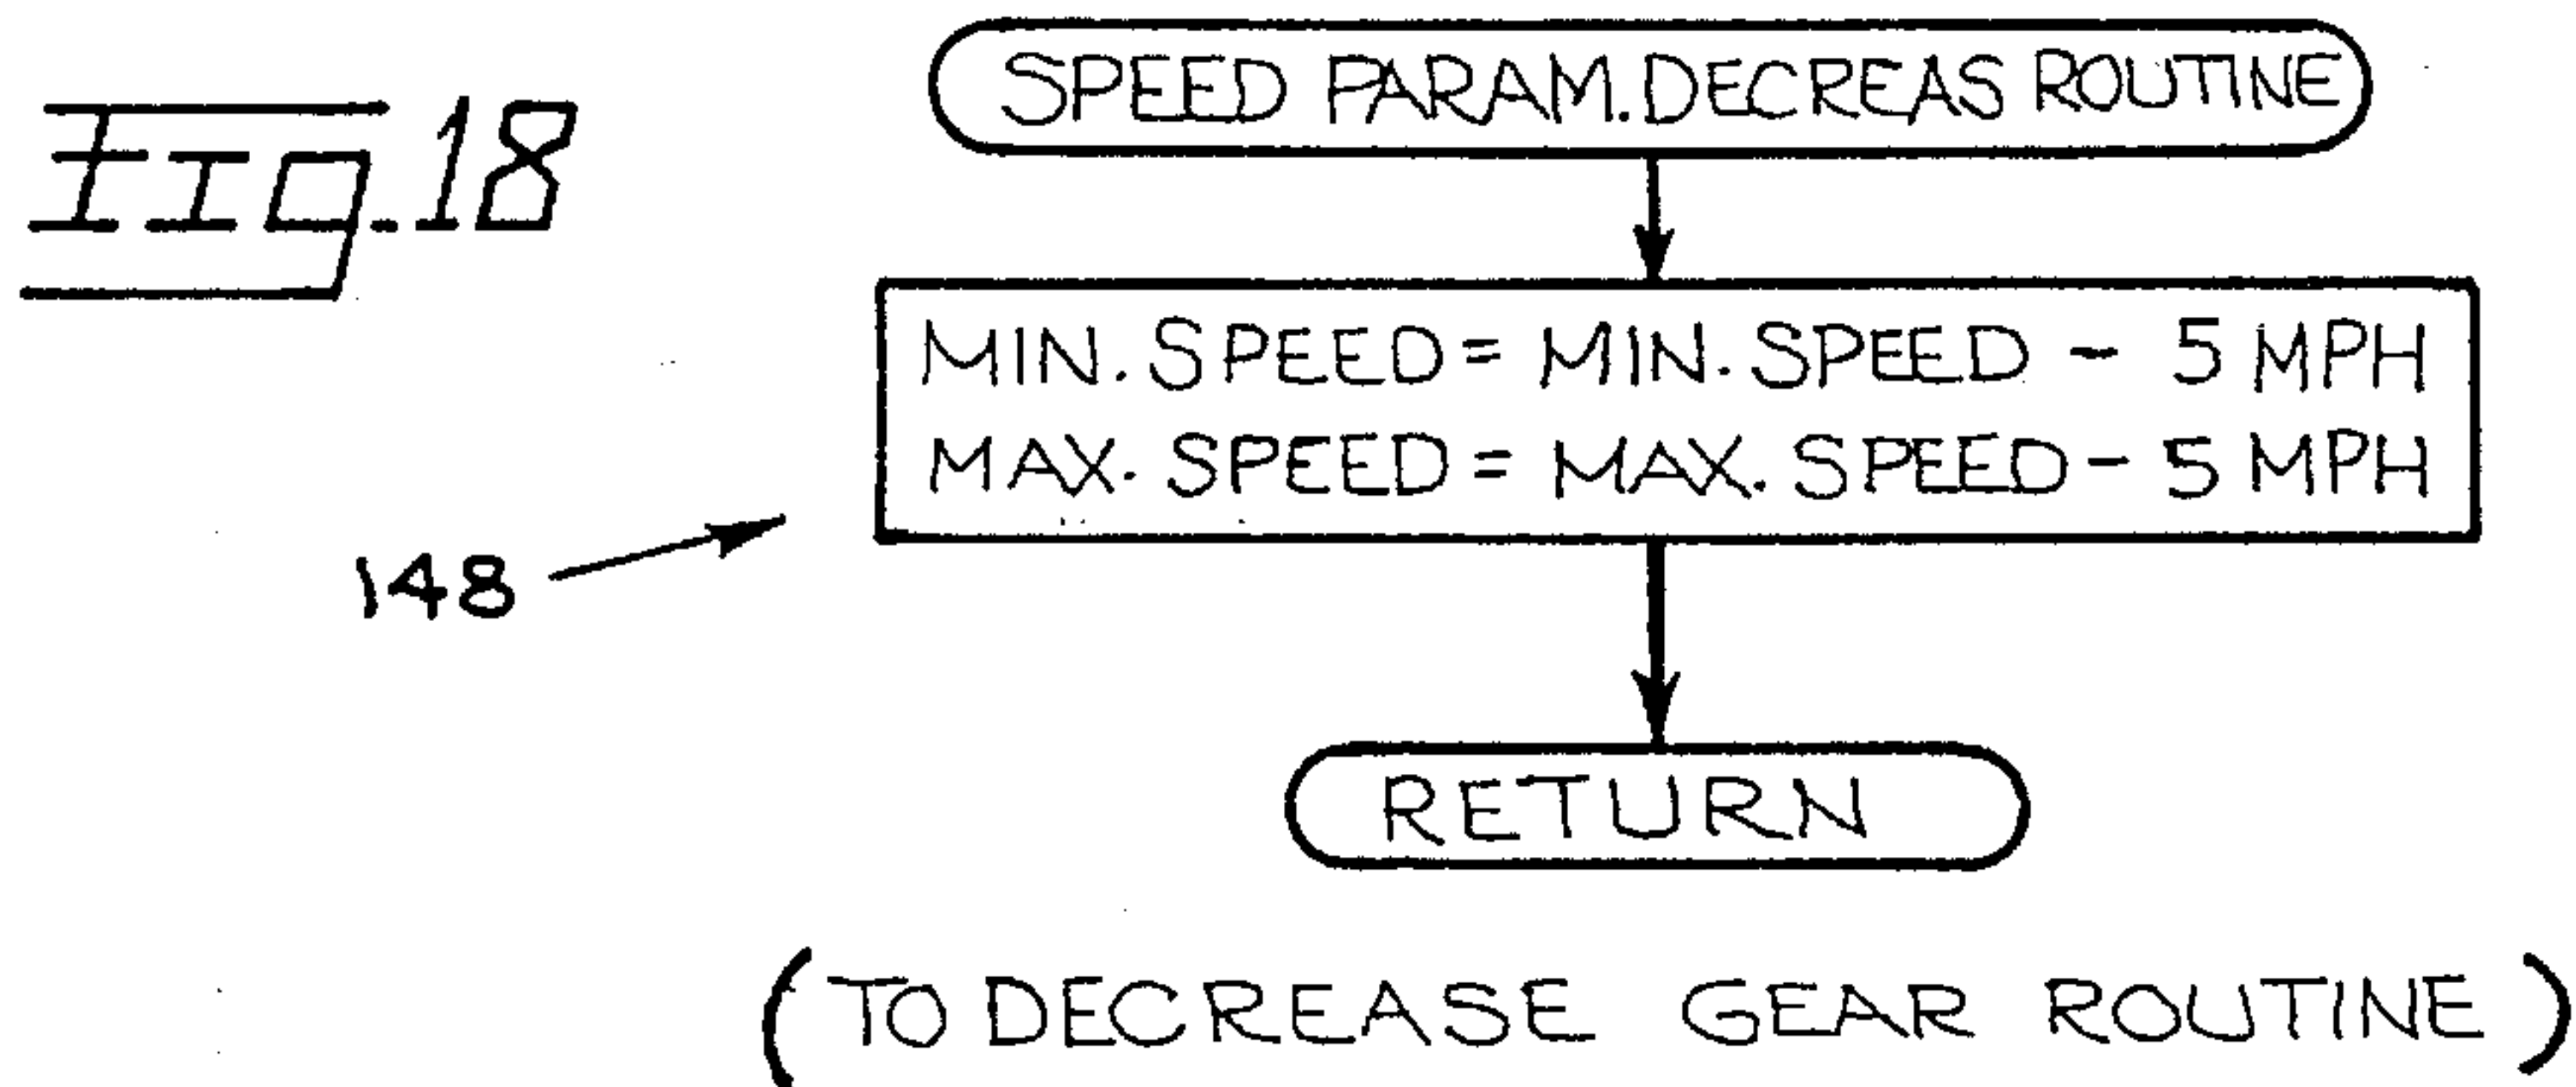 Fig. 18
SPEED PARAM. DECREAS ROUTINE
MIN. SPEED = MIN. SPEED - 5 MPH
MAX. SPEED = MAX. SPEED - 5 MPH
148
RETURN
(TO DECREASE GEAR ROUTINE)